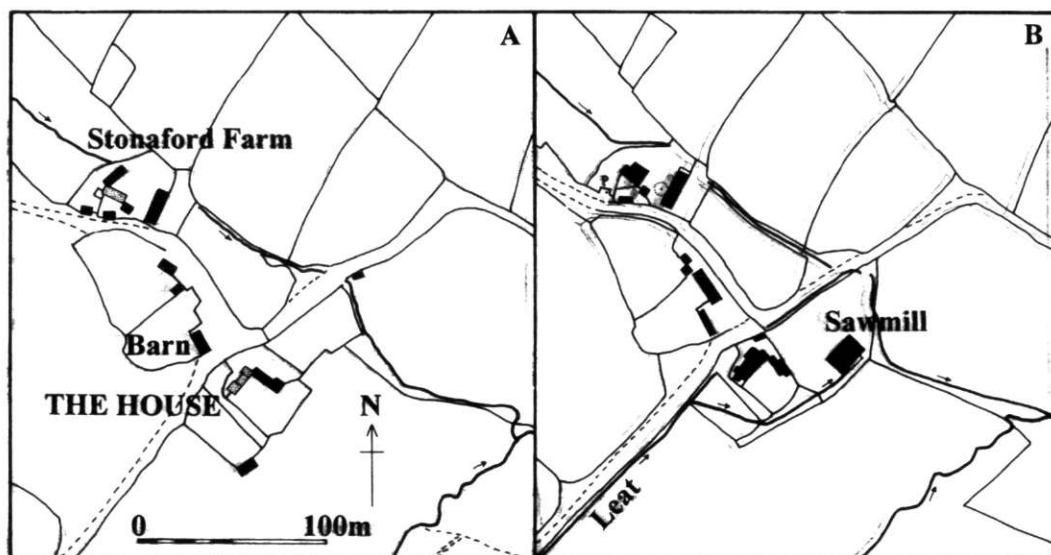 A
B
Stonaford Farm
Sawmill
Barn
THE HOUSE
N
Leat
0 100m